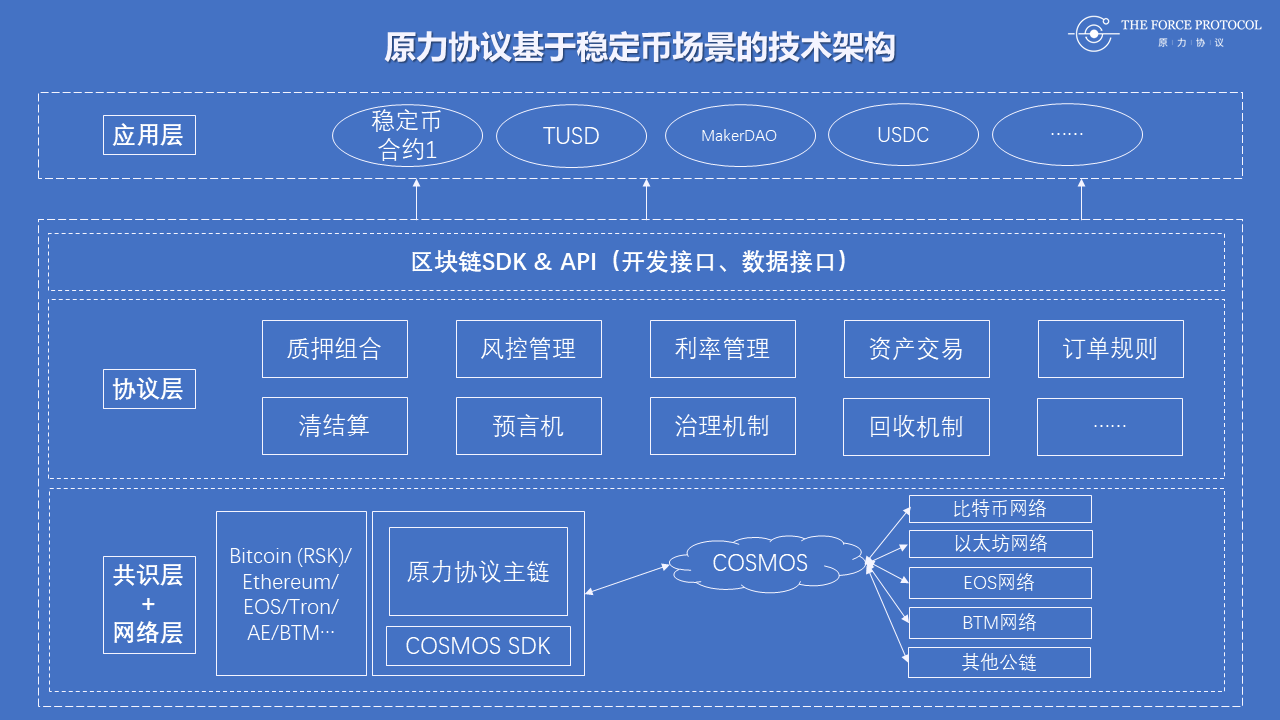 原力协议基于稳定币场景的技术架构
THE FORCE PROTOCOL
原 力 协 议
应用层
稳定币
合约1
TUSD
MakerDAO
USDC
……
区块链SDK & API（开发接口、数据接口）
协议层
质押组合
风控管理
利率管理
资产交易
订单规则
清结算
预言机
治理机制
回收机制
……
共识层
+
网络层
Bitcoin (RSK)/
Ethereum/
EOS/Tron/
AE/BTM…
原力协议主链
COSMOS SDK
COSMOS
比特币网络
以太坊网络
EOS网络
BTM网络
其他公链